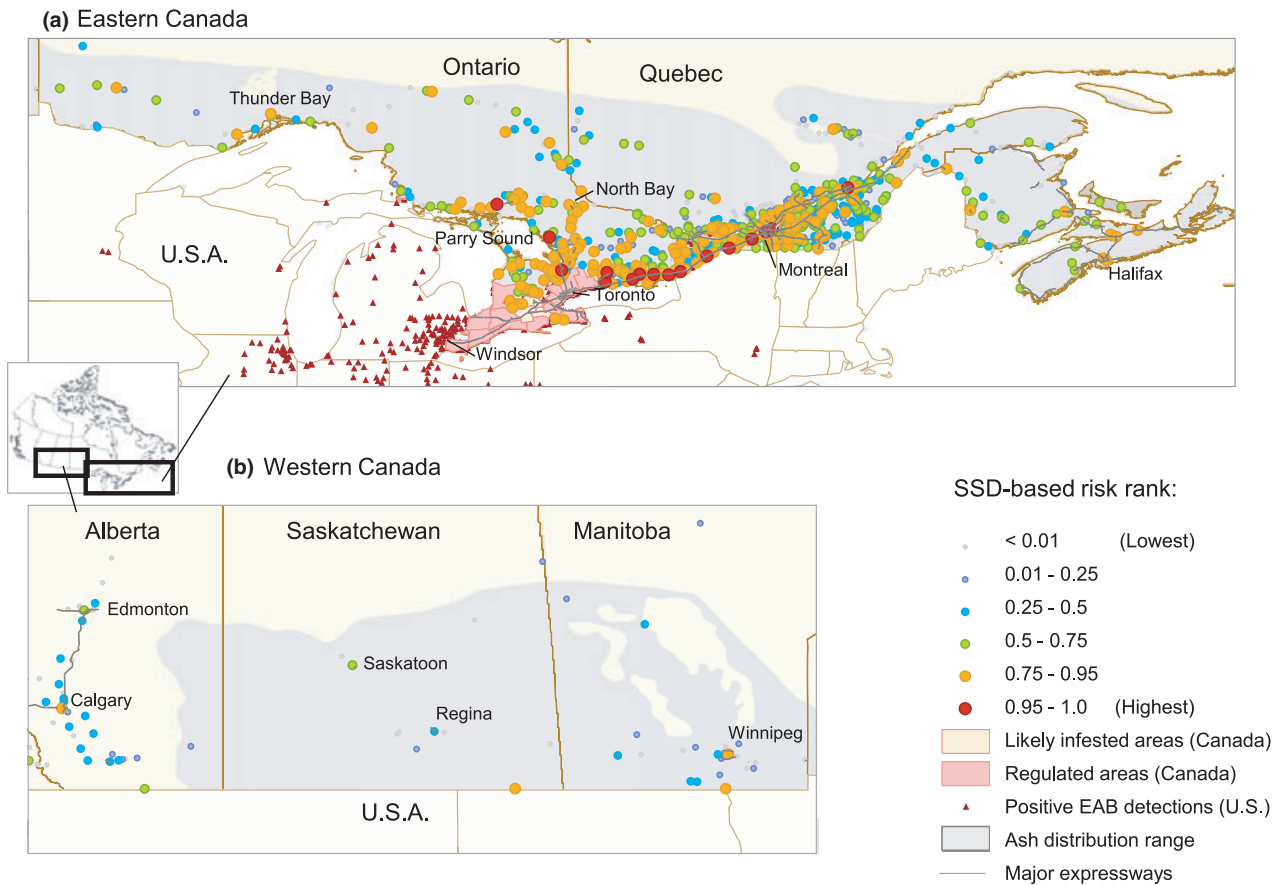 (a) Eastern Canada
Ontario
Quebec
Thunder Bay
North Bay
Parry Sound
U.S.A.
Montreal
Halifax
Toronto
Windsor
(b) Western Canada
Alberta
Saskatchewan
Manitoba
Edmonton
Saskatoon
Calgary
Regina
Winnipeg
U.S.A.
SSD-based risk rank:
< 0.01 (Lowest)
0.01 - 0.25
0.25 - 0.5
0.5 - 0.75
0.75 - 0.95
0.95 - 1.0 (Highest)
Likely infested areas (Canada)
Regulated areas (Canada)
Positive EAB detections (U.S.)
Ash distribution range
Major expressways